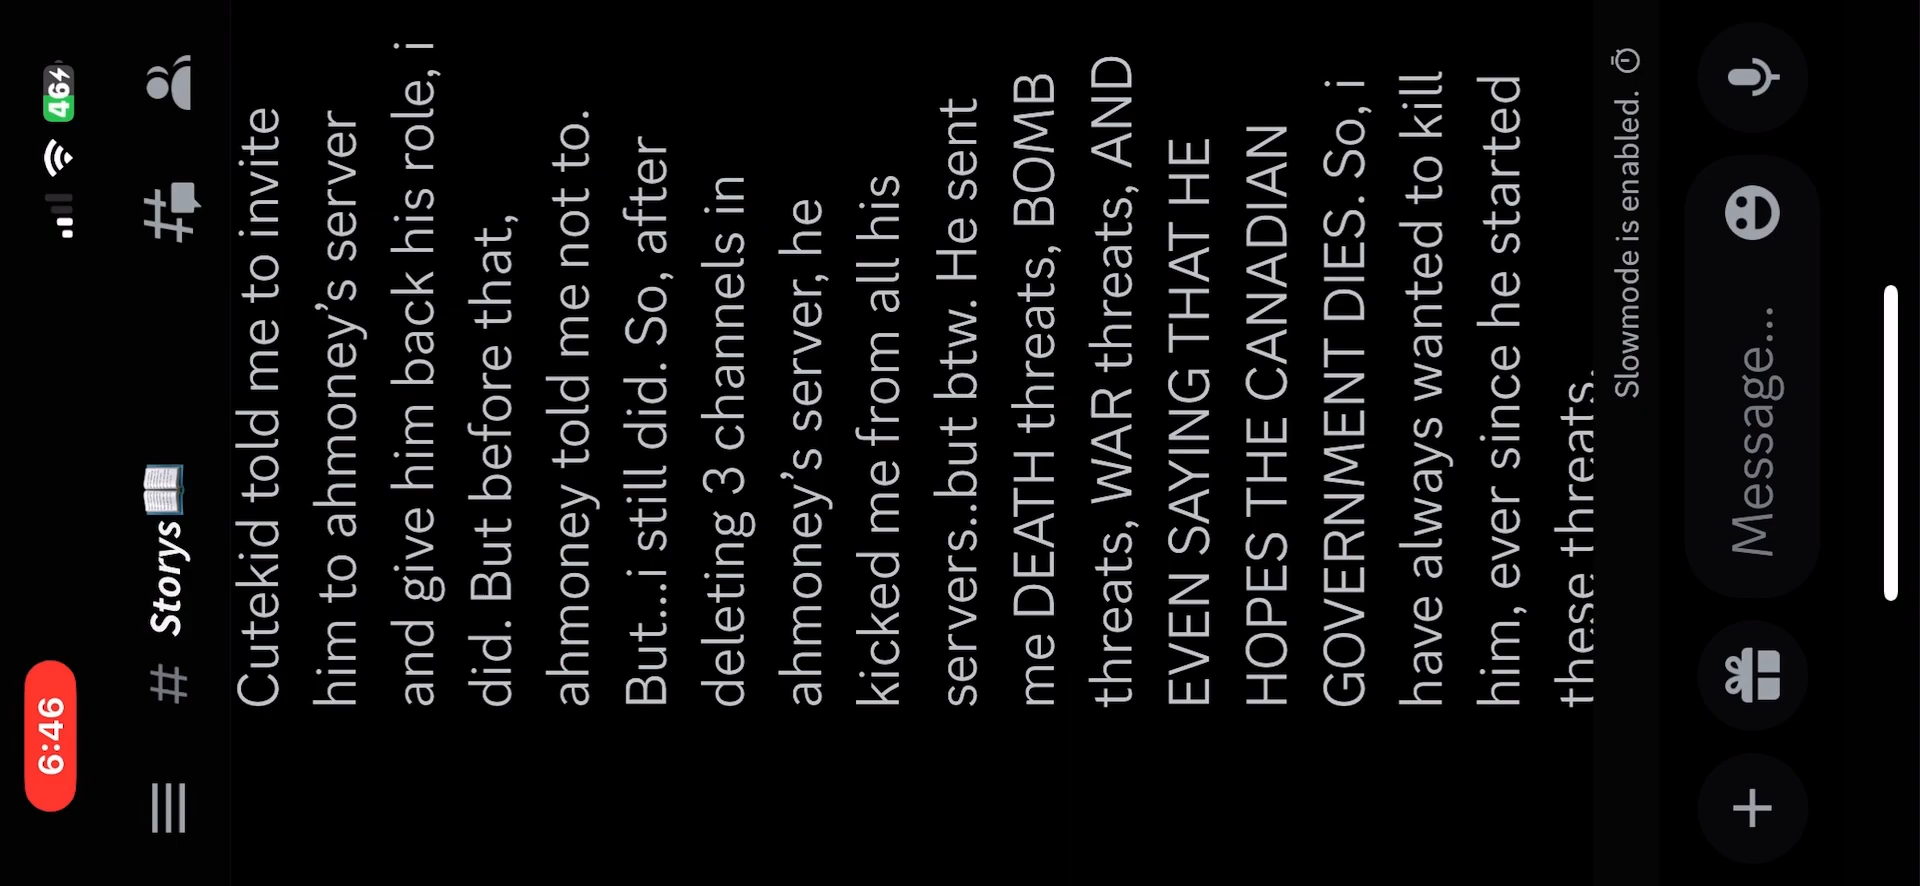 6:46
46
# Storys📖
Cutekid told me to invite
him to ahmoney’s server
and give him back his role, i
did. But before that,
ahmoney told me not to.
But...i still did. So, after
deleting 3 channels in
ahmoney’s server, he
kicked me from all his
servers..but btw. He sent
me DEATH threats, BOMB
threats, WAR threats, AND
EVEN SAYING THAT HE
HOPES THE CANADIAN
GOVERNMENT DIES. So, i
have always wanted to kill
him, ever since he started
these threats.
Slowmode is enabled.
Message...